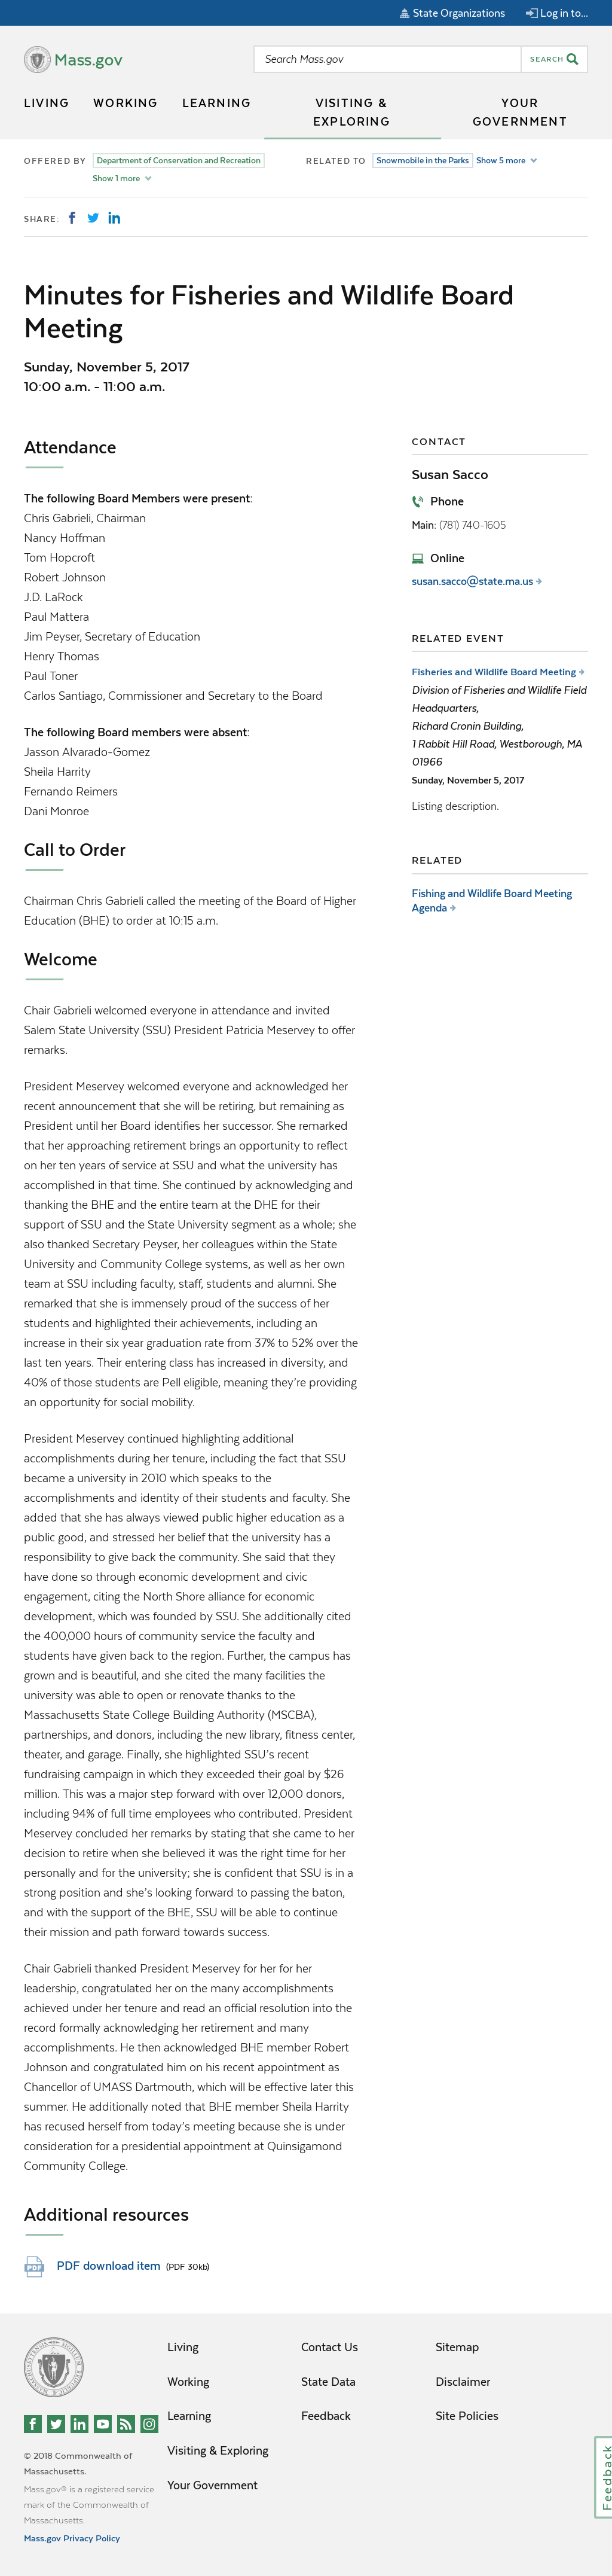 State Organizations
Log in to...
Mass.gov
Search Mass.gov
SEARCH
LIVING
WORKING
LEARNING
VISITING &
EXPLORING
YOUR
GOVERNMENT
OFFERED BY
Department of Conservation and Recreation
Show 1 more
RELATED TO
Snowmobile in the Parks
Show 5 more
SHARE:
Minutes for Fisheries and Wildlife Board
Meeting
Sunday, November 5, 2017
10:00 a.m. - 11:00 a.m.
Attendance
The following Board Members were present:
Chris Gabrieli, Chairman
Nancy Hoffman
Tom Hopcroft
Robert Johnson
J.D. LaRock
Paul Mattera
Jim Peyser, Secretary of Education
Henry Thomas
Paul Toner
Carlos Santiago, Commissioner and Secretary to the Board
The following Board members were absent:
Jasson Alvarado-Gomez
Sheila Harrity
Fernando Reimers
Dani Monroe
Call to Order
Chairman Chris Gabrieli called the meeting of the Board of Higher
Education (BHE) to order at 10:15 a.m.
Welcome
Chair Gabrieli welcomed everyone in attendance and invited
Salem State University (SSU) President Patricia Meservey to offer
remarks.
President Meservey welcomed everyone and acknowledged her
recent announcement that she will be retiring, but remaining as
President until her Board identifies her successor. She remarked
that her approaching retirement brings an opportunity to reflect
on her ten years of service at SSU and what the university has
accomplished in that time. She continued by acknowledging and
thanking the BHE and the entire team at the DHE for their
support of SSU and the State University segment as a whole; she
also thanked Secretary Peyser, her colleagues within the State
University and Community College systems, as well as her own
team at SSU including faculty, staff, students and alumni. She
remarked that she is immensely proud of the success of her
students and highlighted their achievements, including an
increase in their six year graduation rate from 37% to 52% over the
last ten years. Their entering class has increased in diversity, and
40% of those students are Pell eligible, meaning they're providing
an opportunity for social mobility.
President Meservey continued highlighting additional
accomplishments during her tenure, including the fact that SSU
became a university in 2010 which speaks to the
accomplishments and identity of their students and faculty. She
added that she has always viewed public higher education as a
public good, and stressed her belief that the university has a
responsibility to give back the community. She said that they
have done so through economic development and civic
engagement, citing the North Shore alliance for economic
development, which was founded by SSU. She additionally cited
the 400,000 hours of community service the faculty and
students have given back to the region. Further, the campus has
grown and is beautiful, and she cited the many facilities the
university was able to open or renovate thanks to the
Massachusetts State College Building Authority (MSCBA),
partnerships, and donors, including the new library, fitness center,
theater, and garage. Finally, she highlighted SSU's recent
fundraising campaign in which they exceeded their goal by $26
million. This was a major step forward with over 12,000 donors,
including 94% of full time employees who contributed. President
Meservey concluded her remarks by stating that she came to her
decision to retire when she believed it was the right time for her
personally and for the university; she is confident that SSU is in a
strong position and she's looking forward to passing the baton,
and with the support of the BHE, SSU will be able to continue
their mission and path forward towards success.
Chair Gabrieli thanked President Meservey for her for her
leadership, congratulated her on the many accomplishments
achieved under her tenure and read an official resolution into the
record formally acknowledging her retirement and many
accomplishments. He then acknowledged BHE member Robert
Johnson and congratulated him on his recent appointment as
Chancellor of UMASS Dartmouth, which will be effective later this
summer. He additionally noted that BHE member Sheila Harrity
has recused herself from today's meeting because she is under
consideration for a presidential appointment at Quinsigamond
Community College.
Additional resources
PDF
PDF download item (PDF 30kb)
CONTACT
Susan Sacco
Phone
Main: (781) 740-1605
Online
susan.sacco@state.ma.us
RELATED EVENT
Fisheries and Wildlife Board Meeting
Division of Fisheries and Wildlife Field
Headquarters,
Richard Cronin Building,
1 Rabbit Hill Road, Westborough, MA
01966
Sunday, November 5, 2017
Listing description.
RELATED
Fishing and Wildlife Board Meeting
Agenda
Living
Working
Learning
Visiting & Exploring
Your Government
Contact Us
State Data
Feedback
Sitemap
Disclaimer
Site Policies
© 2018 Commonwealth of
Massachusetts.
Mass.gov® is a registered service
mark of the Commonwealth of
Massachusetts.
Mass.gov Privacy Policy
Feedback